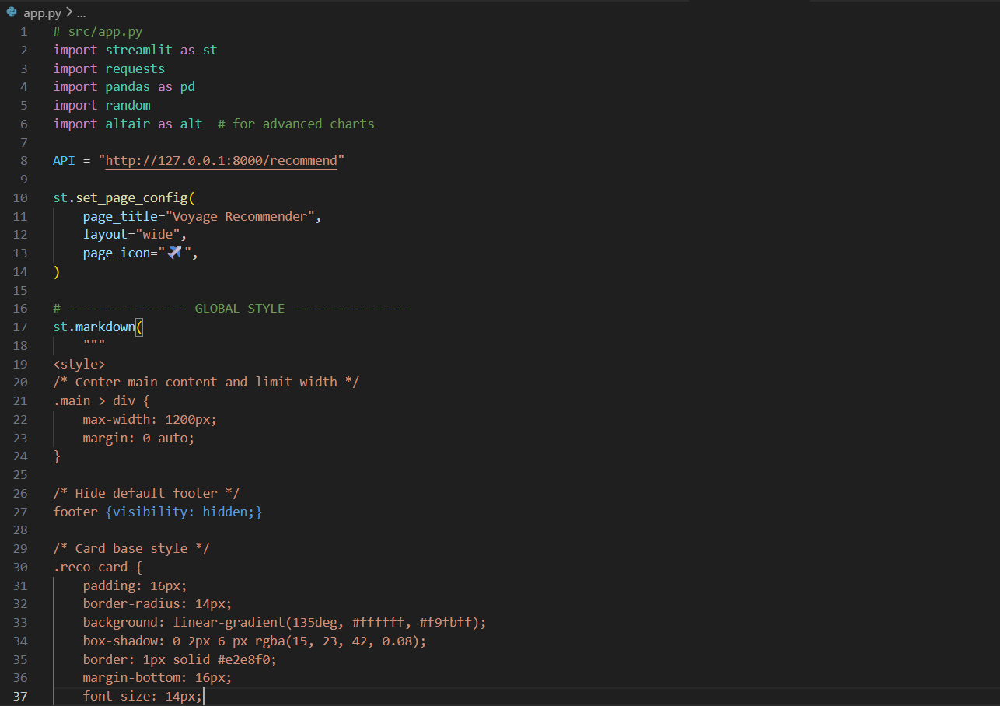 app.py > ...
1 # src/app.py
2 import streamlit as st
3 import requests
4 import pandas as pd
5 import random
6 import altair as alt  # for advanced charts
7
8 API = "http://127.0.0.1:8000/recommend"
9
10 st.set_page_config(
11     page_title="Voyage Recommender",
12     layout="wide",
13     page_icon="✈️",
14 )
15
16 # ---------------- GLOBAL STYLE ----------------
17 st.markdown(
18     """
19 <style>
20 /* Center main content and limit width */
21 .main > div {
22     max-width: 1200px;
23     margin: 0 auto;
24 }
25
26 /* Hide default footer */
27 footer {visibility: hidden;}
28
29 /* Card base style */
30 .reco-card {
31     padding: 16px;
32     border-radius: 14px;
33     background: linear-gradient(135deg, #ffffff, #f9fbff);
34     box-shadow: 0 2px 6 px rgba(15, 23, 42, 0.08);
35     border: 1px solid #e2e8f0;
36     margin-bottom: 16px;
37     font-size: 14px;